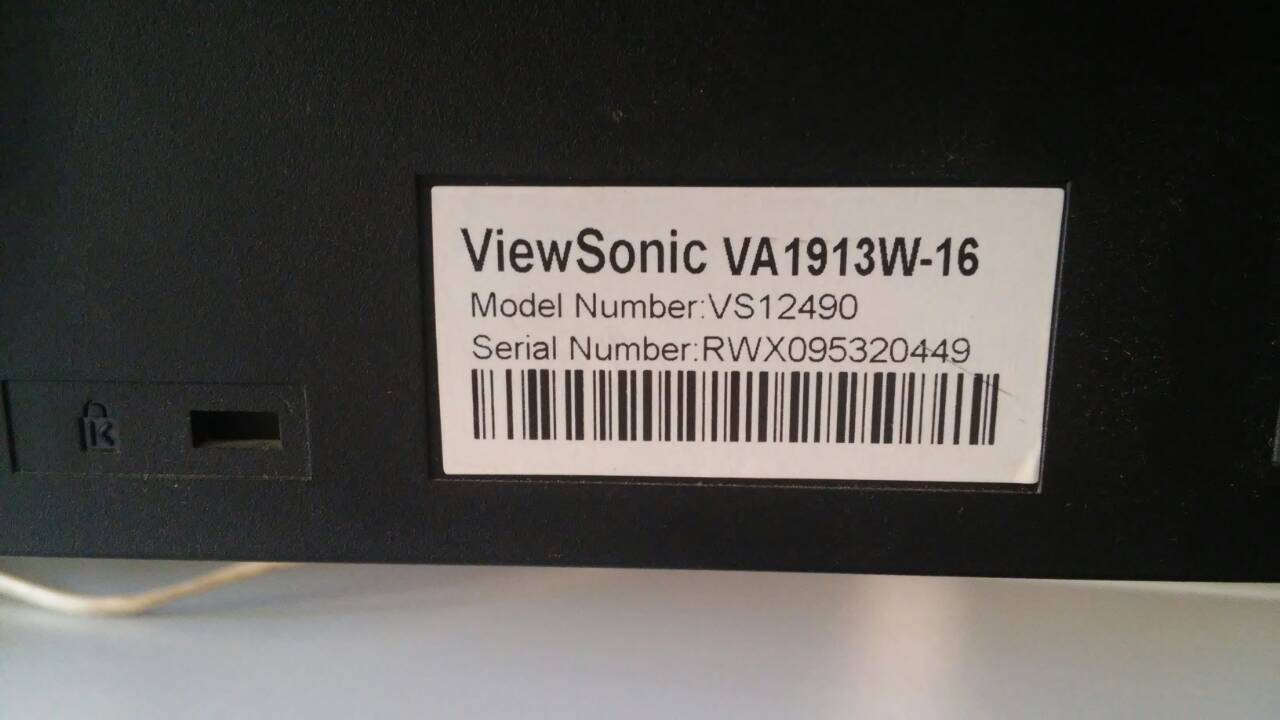 ViewSonic VA1913W-16
Model Number:VS12490
Serial Number:RWX095320449
K